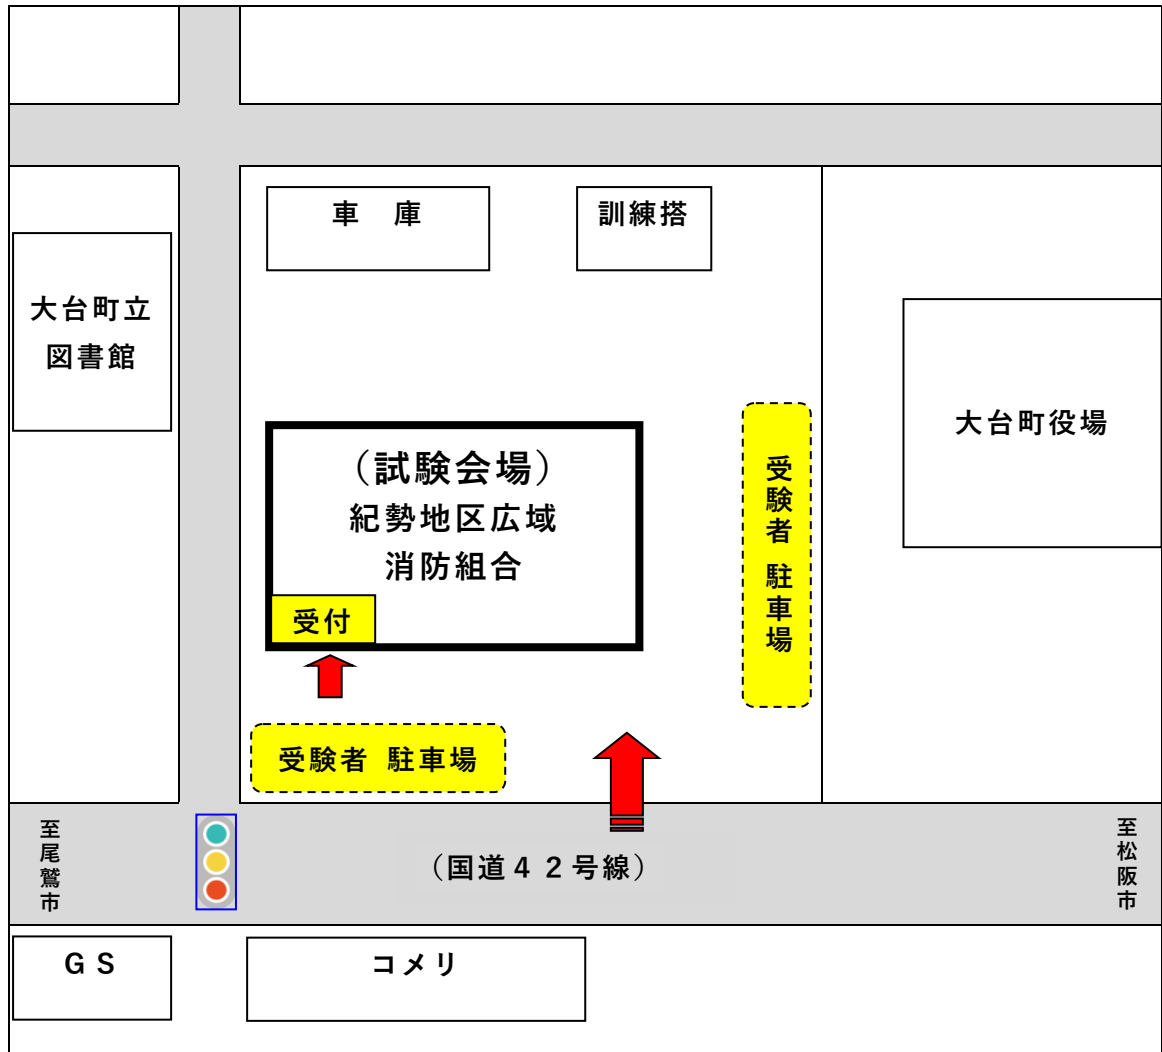 車　庫
訓練搭
大台町立
図書館
大台町役場
（試験会場）
紀勢地区広域
消防組合
受付
受験者 駐車場
受験者 駐車場
至尾鷲市
（国道４２号線）
至松阪市
ＧＳ
コメリ